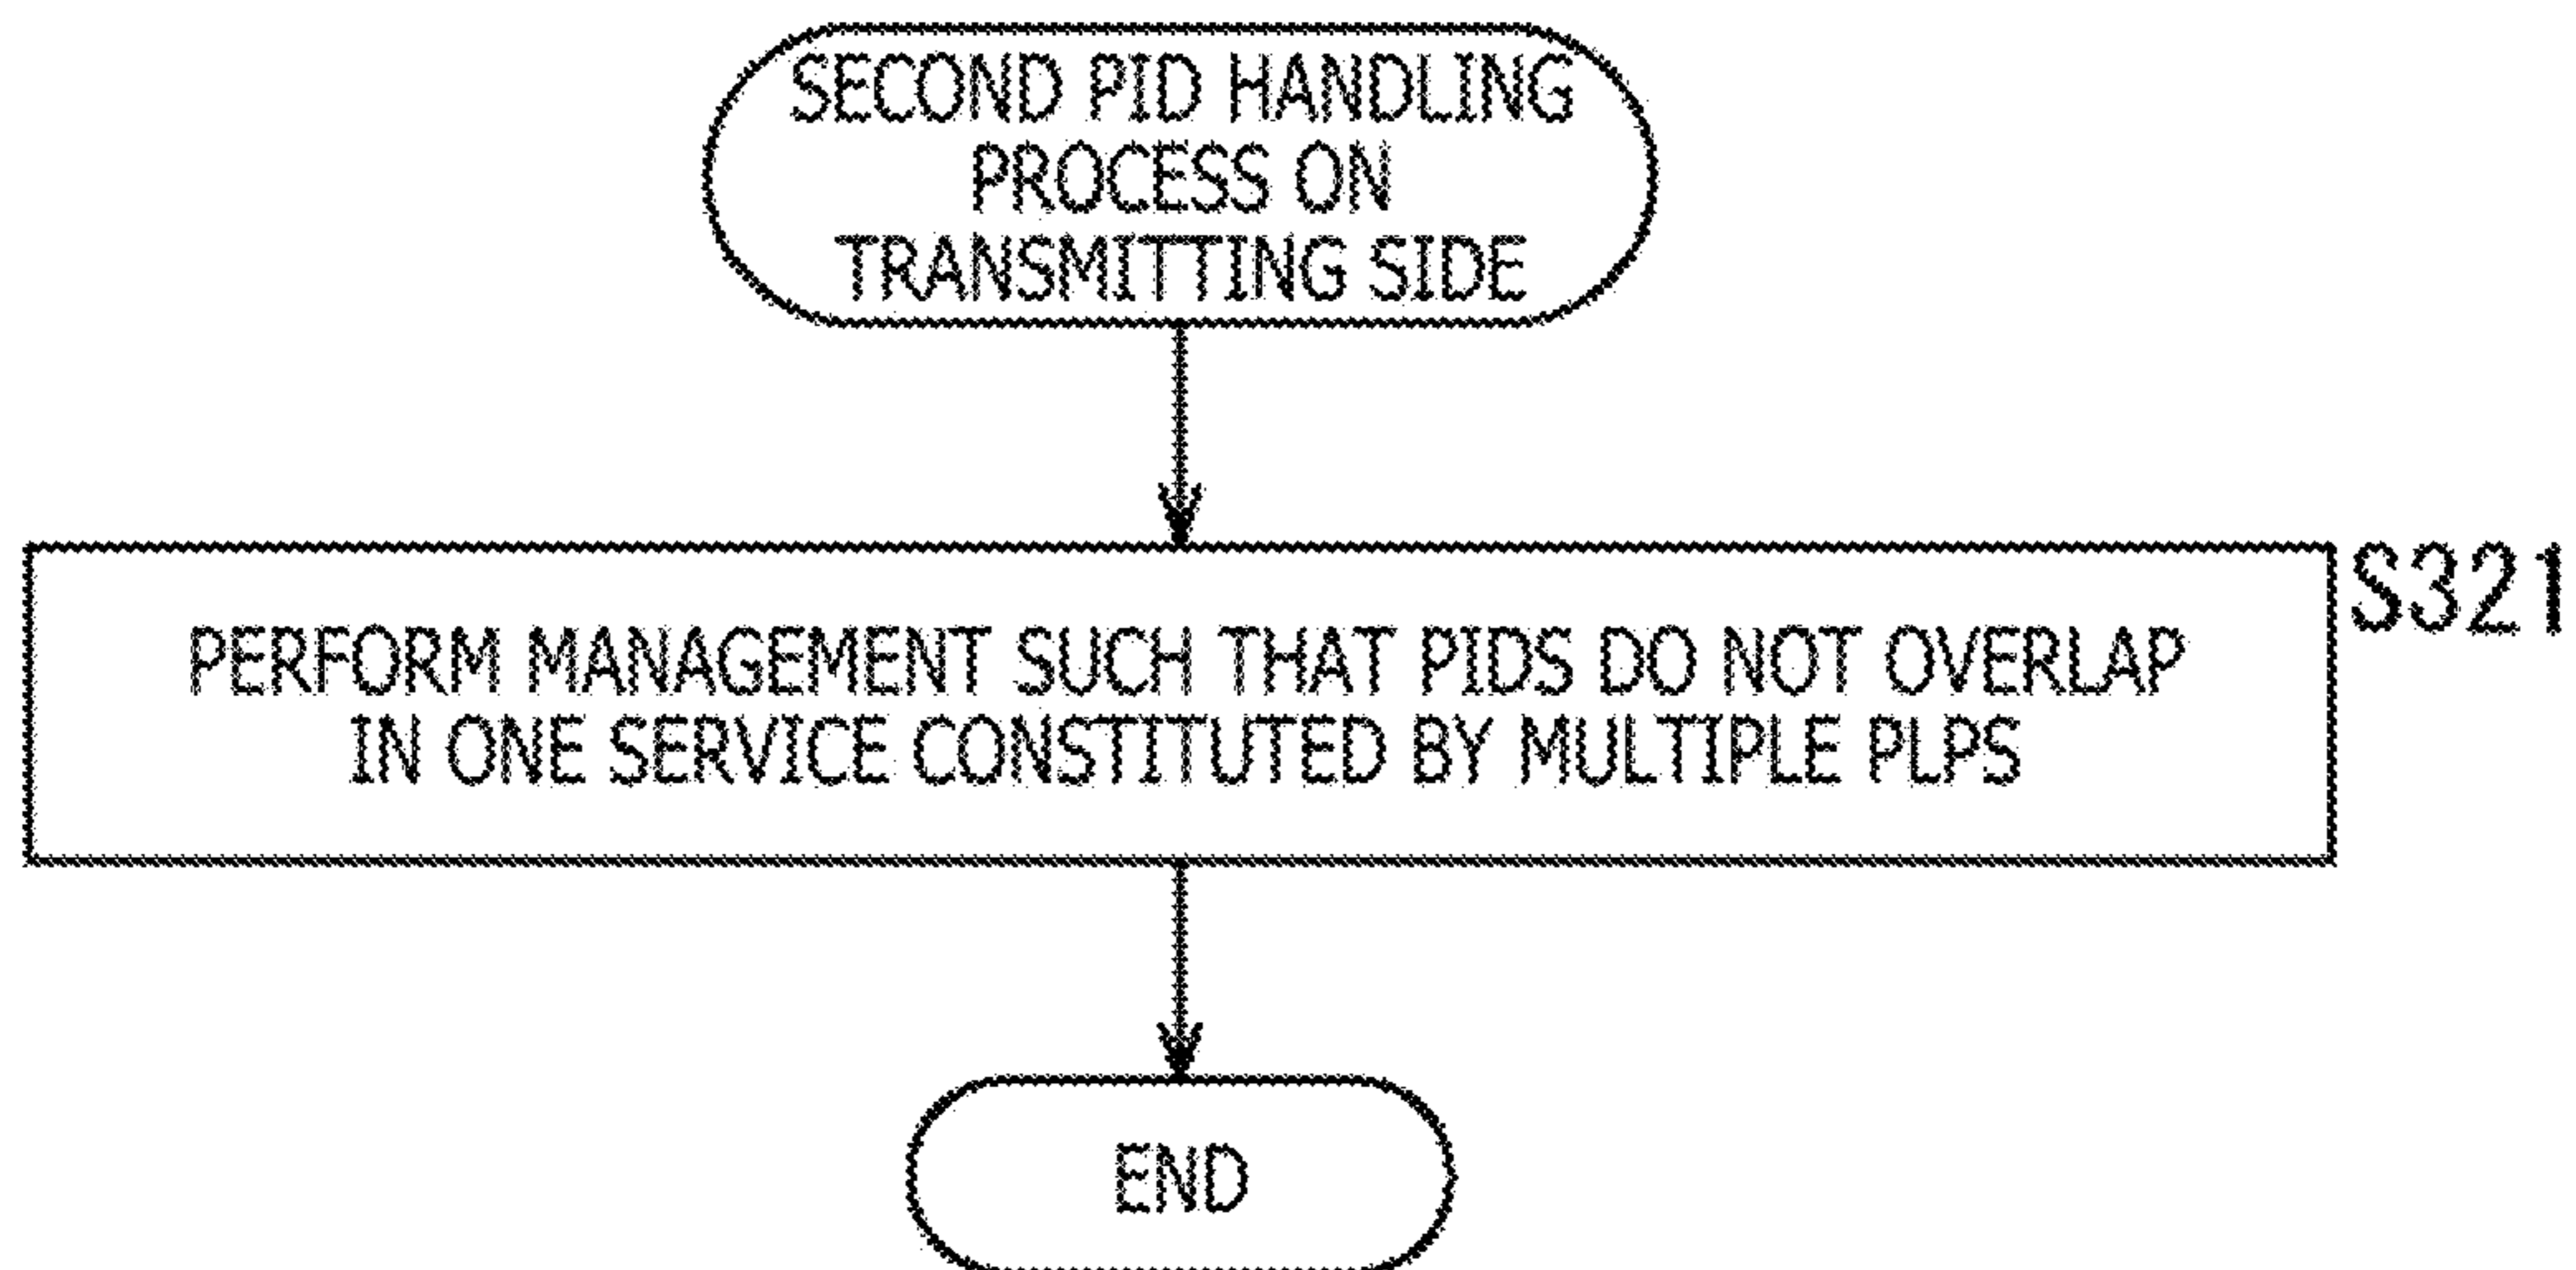 SECOND PID HANDLING
PROCESS ON
TRANSMITTING SIDE
S321
PERFORM MANAGEMENT SUCH THAT PIDS DO NOT OVERLAP
IN ONE SERVICE CONSTITUTED BY MULTIPLE PLPS
END